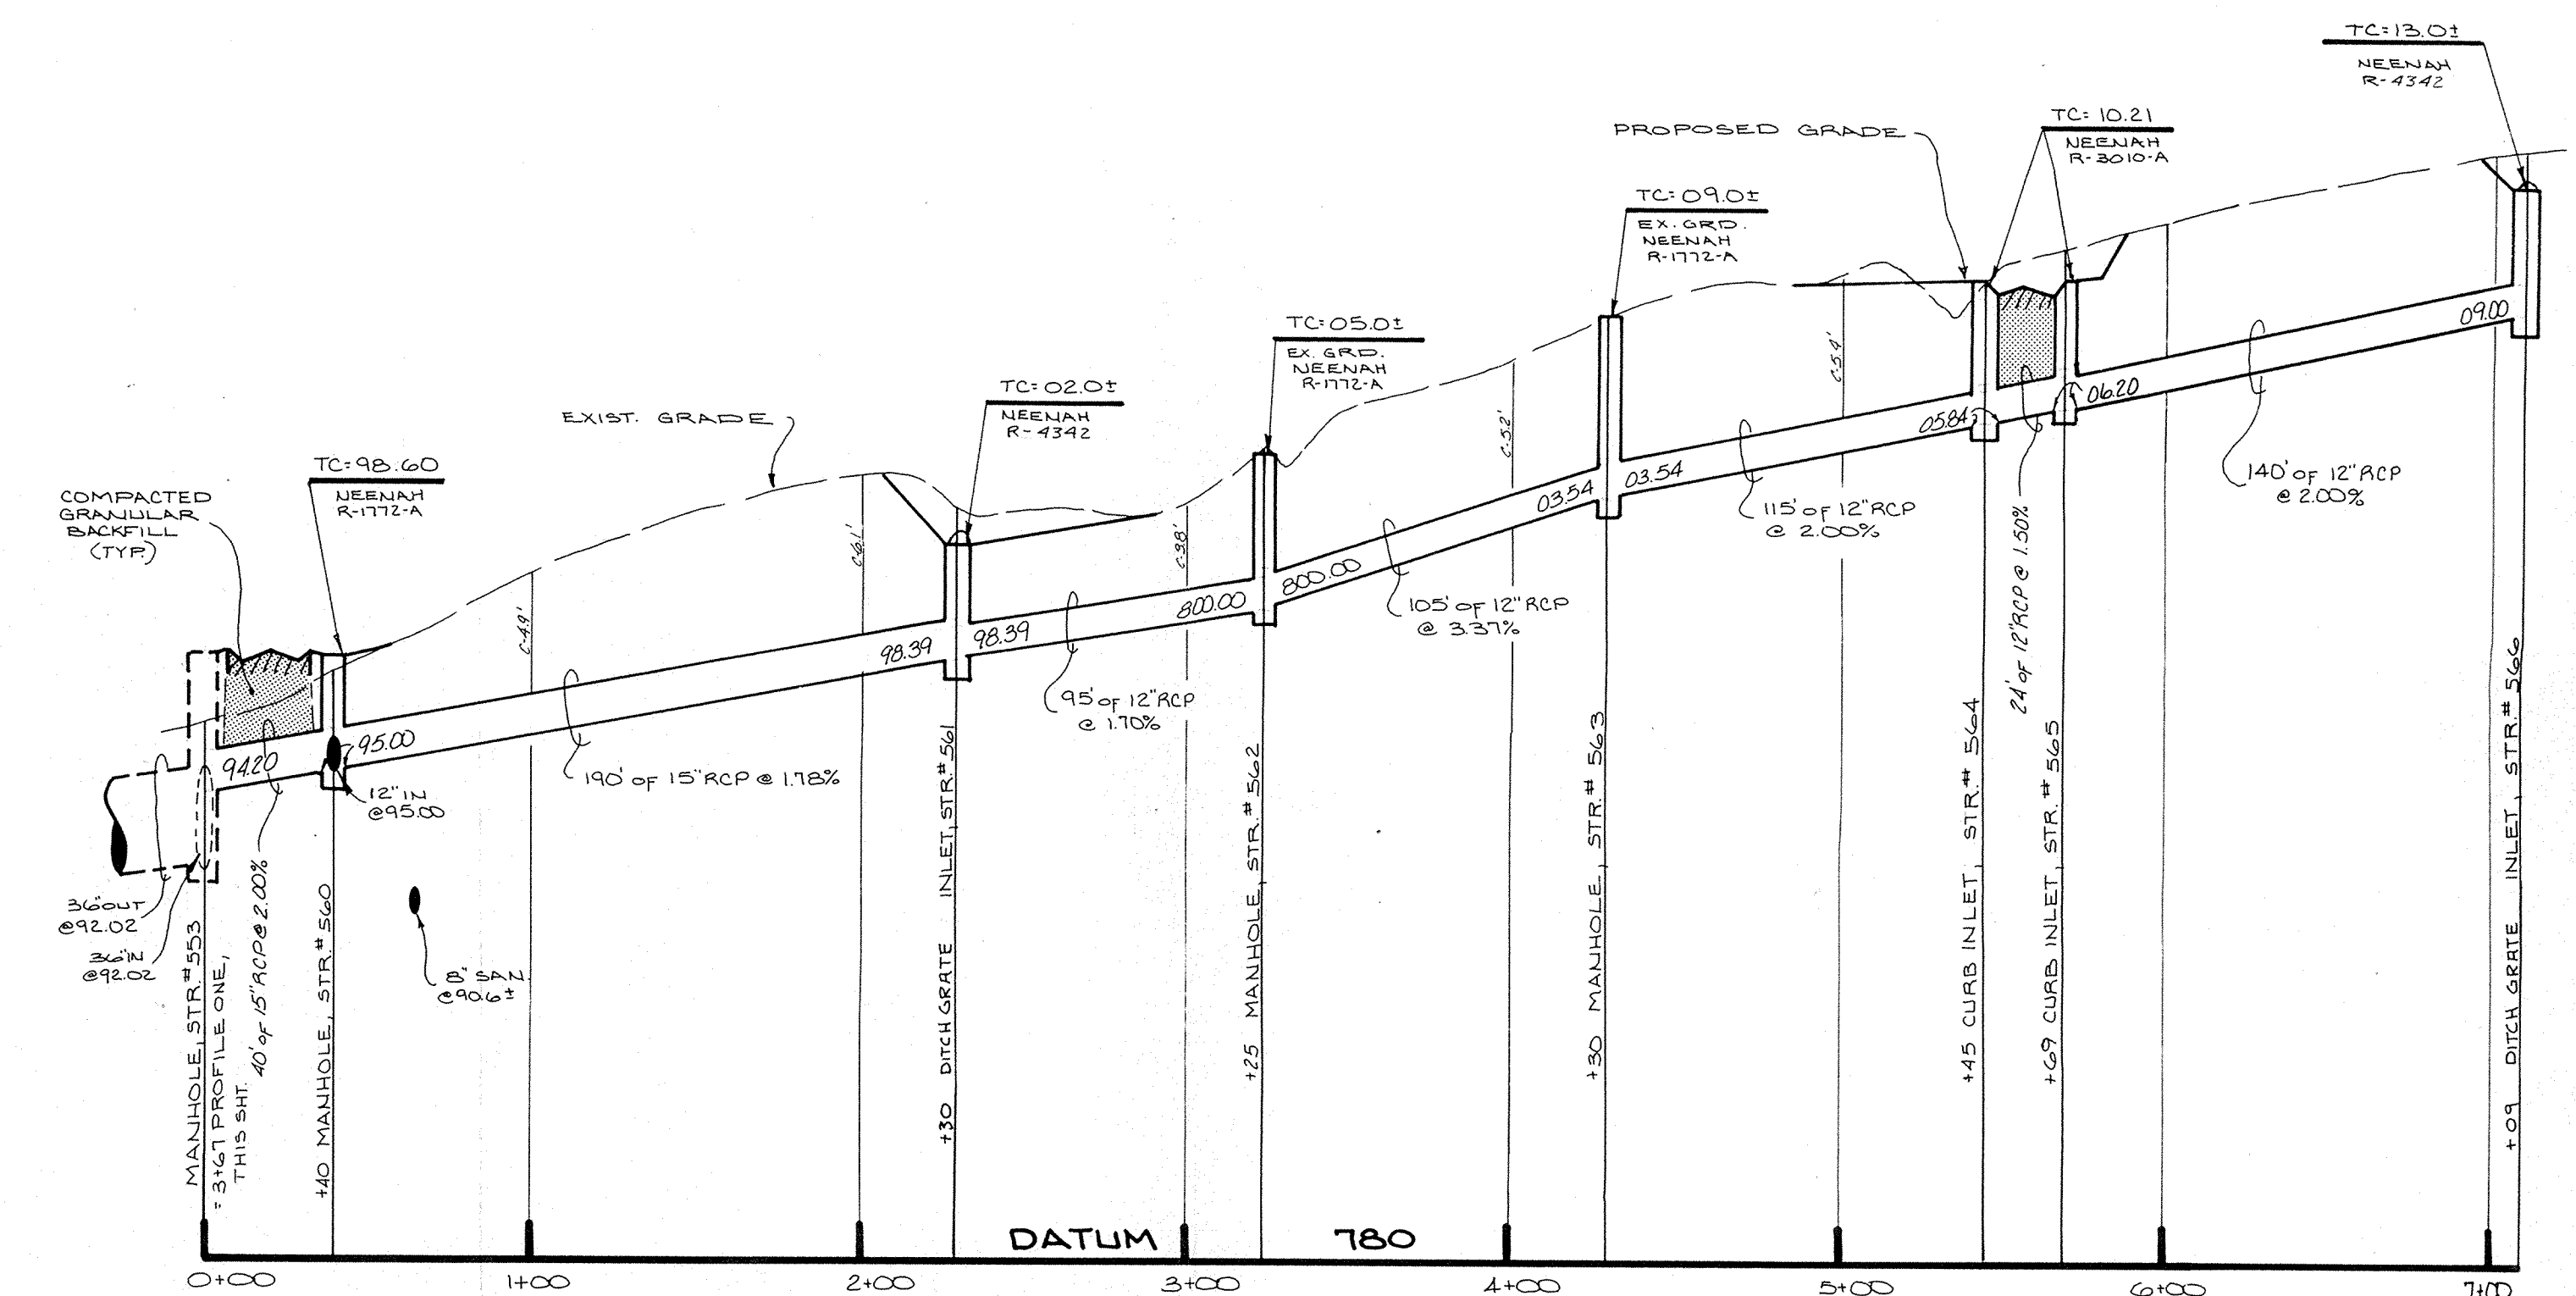 TC=13.0±
NEENAH
R-4342
TC= 10.21
NEENAH
R-3010-A
PROPOSED GRADE
TC=09.0±
EX. GRD.
NEENAH
R-1772-A
TC=05.0±
EX. GRD.
NEENAH
R-1772-A
TC=02.0±
NEENAH
R-4342
EXIST. GRADE
TC=98.60
NEENAH
R-1772-A
COMPACTED
GRANULAR
BACKFILL
(TYP.)
C-4.9'
C-6.1'
C-3.8'
C-5.2'
C-5.4'
94.20
95.00
98.39
98.39
800.00
800.00
03.54
03.54
05.84
06.20
09.00
12" IN
@95.00
190' OF 15" RCP @ 1.78%
95' OF 12" RCP
@ 1.70%
105' OF 12" RCP
@ 3.37%
115' OF 12" RCP
@ 2.00%
24' OF 12" RCP @ 1.50%
140' OF 12" RCP
@ 2.00%
36" OUT
@92.02
36" IN
@92.02
8" SAN
@90.6±
MANHOLE, STR.# 553
= 3+67 PROFILE ONE,
THIS SHT.
40' OF 15" RCP @ 2.00%
+40 MANHOLE, STR.# 560
+30 DITCH GRATE INLET, STR.# 561
+25 MANHOLE, STR.# 562
+30 MANHOLE, STR.# 563
+45 CURB INLET, STR.# 564
+69 CURB INLET, STR.# 565
+09 DITCH GRATE INLET, STR.# 566
DATUM 780
0+00 1+00 2+00 3+00 4+00 5+00 6+00 7+00